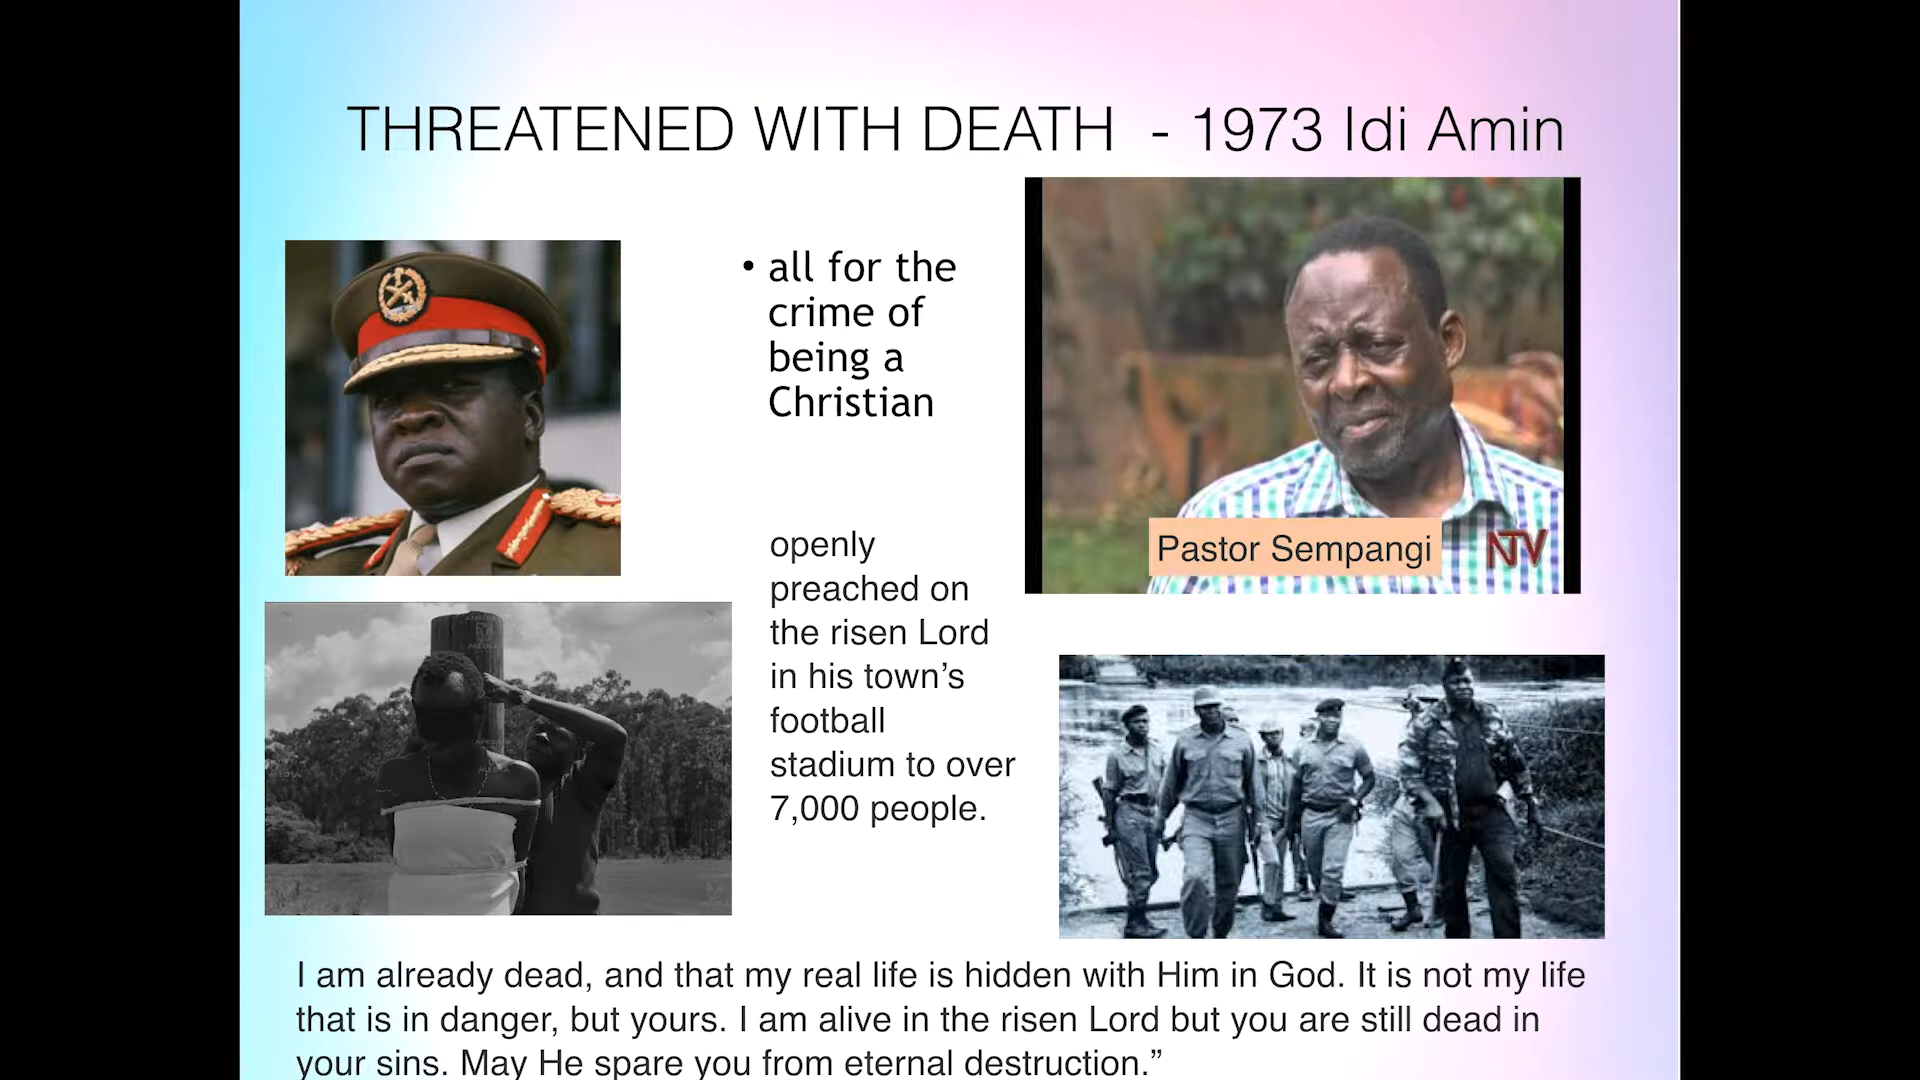 THREATENED WITH DEATH - 1973 Idi Amin
• all for the
crime of
being a
Christian
Pastor Sempangi
NTV
openly
preached on
the risen Lord
in his town’s
football
stadium to over
7,000 people.
I am already dead, and that my real life is hidden with Him in God. It is not my life
that is in danger, but yours. I am alive in the risen Lord but you are still dead in
your sins. May He spare you from eternal destruction.”